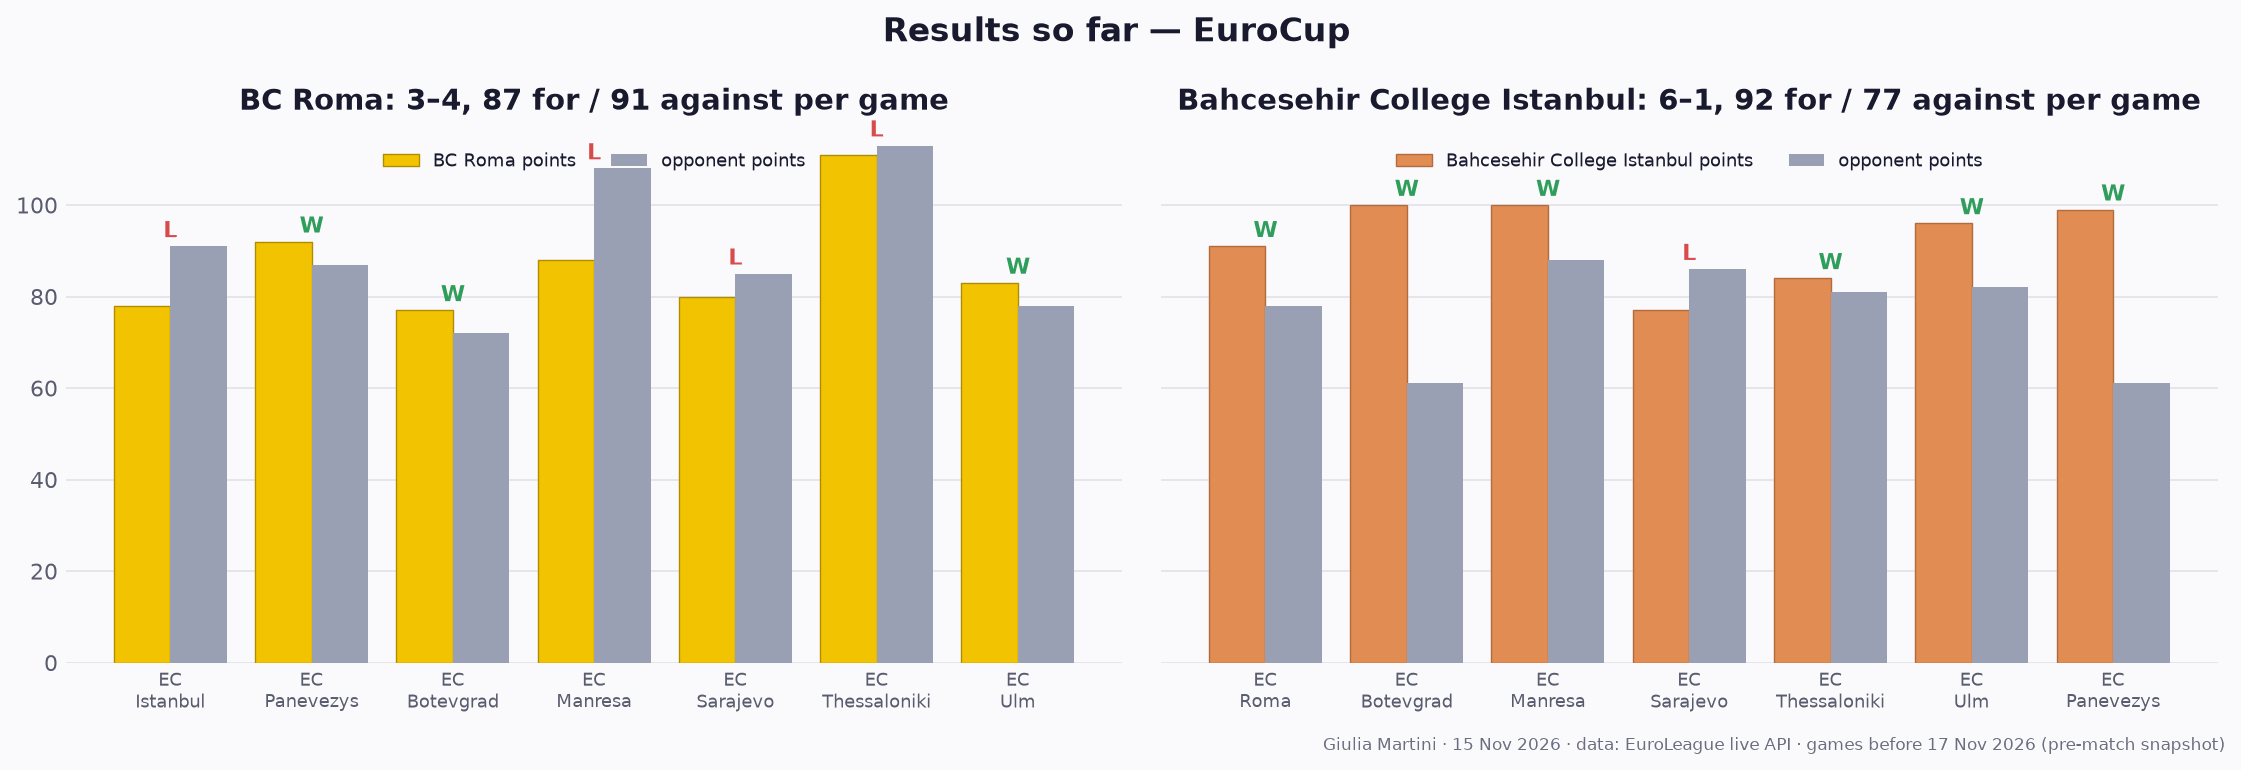 Results so far — EuroCup
BC Roma: 3–4, 87 for / 91 against per game
BC Roma points
opponent points
L
W
W
L
L
L
W
100
80
60
40
20
0
EC
Istanbul
EC
Panevezys
EC
Botevgrad
EC
Manresa
EC
Sarajevo
EC
Thessaloniki
EC
Ulm
Bahcesehir College Istanbul: 6–1, 92 for / 77 against per game
Bahcesehir College Istanbul points
opponent points
W
W
W
L
W
W
W
EC
Roma
EC
Botevgrad
EC
Manresa
EC
Sarajevo
EC
Thessaloniki
EC
Ulm
EC
Panevezys
Giulia Martini · 15 Nov 2026 · data: EuroLeague live API · games before 17 Nov 2026 (pre-match snapshot)